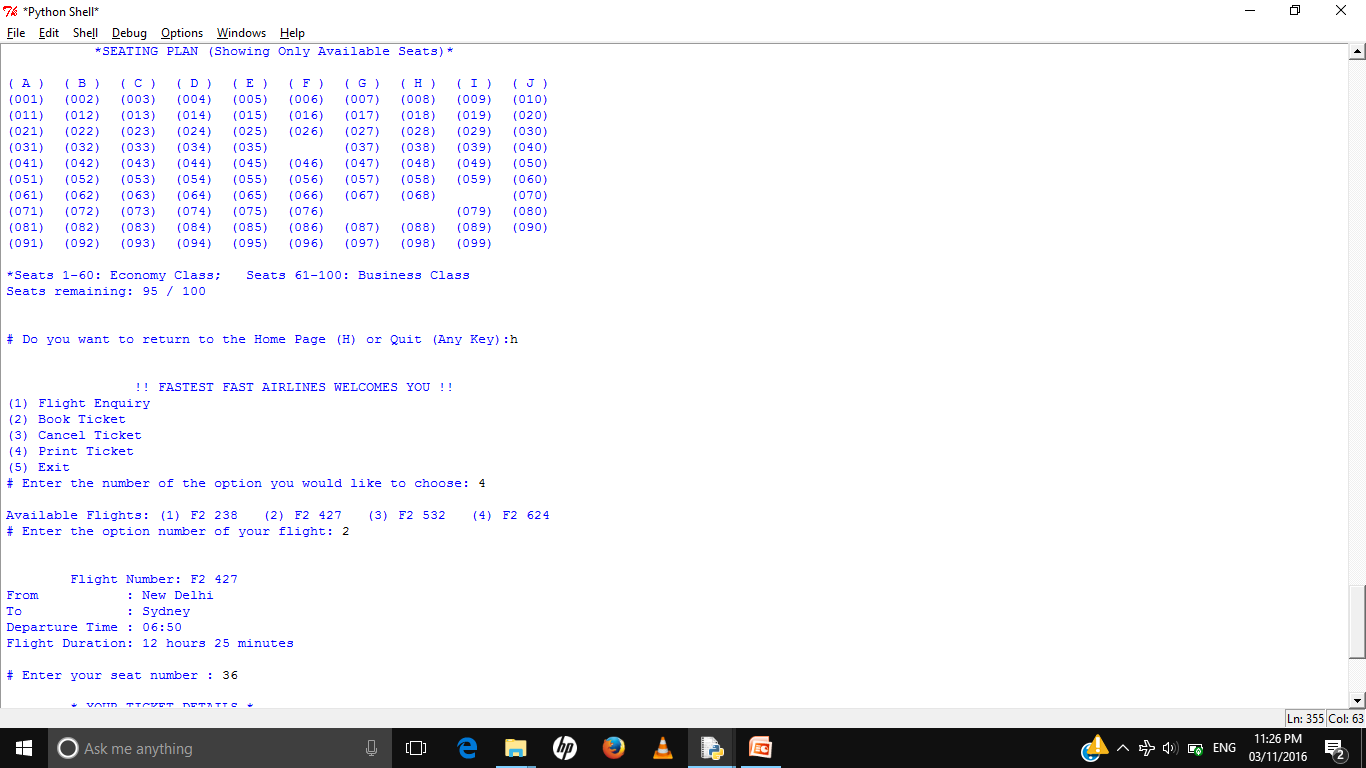 *Python Shell*
File Edit Shell Debug Options Windows Help
*SEATING PLAN (Showing Only Available Seats)*
( A ) ( B ) ( C ) ( D ) ( E ) ( F ) ( G ) ( H ) ( I ) ( J )
(001) (002) (003) (004) (005) (006) (007) (008) (009) (010)
(011) (012) (013) (014) (015) (016) (017) (018) (019) (020)
(021) (022) (023) (024) (025) (026) (027) (028) (029) (030)
(031) (032) (033) (034) (035) (037) (038) (039) (040)
(041) (042) (043) (044) (045) (046) (047) (048) (049) (050)
(051) (052) (053) (054) (055) (056) (057) (058) (059) (060)
(061) (062) (063) (064) (065) (066) (067) (068) (070)
(071) (072) (073) (074) (075) (076) (079) (080)
(081) (082) (083) (084) (085) (086) (087) (088) (089) (090)
(091) (092) (093) (094) (095) (096) (097) (098) (099)
*Seats 1-60: Economy Class; Seats 61-100: Business Class
Seats remaining: 95 / 100
# Do you want to return to the Home Page (H) or Quit (Any Key):h
!! FASTEST FAST AIRLINES WELCOMES YOU !!
(1) Flight Enquiry
(2) Book Ticket
(3) Cancel Ticket
(4) Print Ticket
(5) Exit
# Enter the number of the option you would like to choose: 4
Available Flights: (1) F2 238 (2) F2 427 (3) F2 532 (4) F2 624
# Enter the option number of your flight: 2
Flight Number: F2 427
From : New Delhi
To : Sydney
Departure Time : 06:50
Flight Duration: 12 hours 25 minutes
# Enter your seat number : 36
* YOUR TICKET DETAILS *
Ln: 355 Col: 63
Ask me anything
hp
ENG
11:26 PM
03/11/2016
2